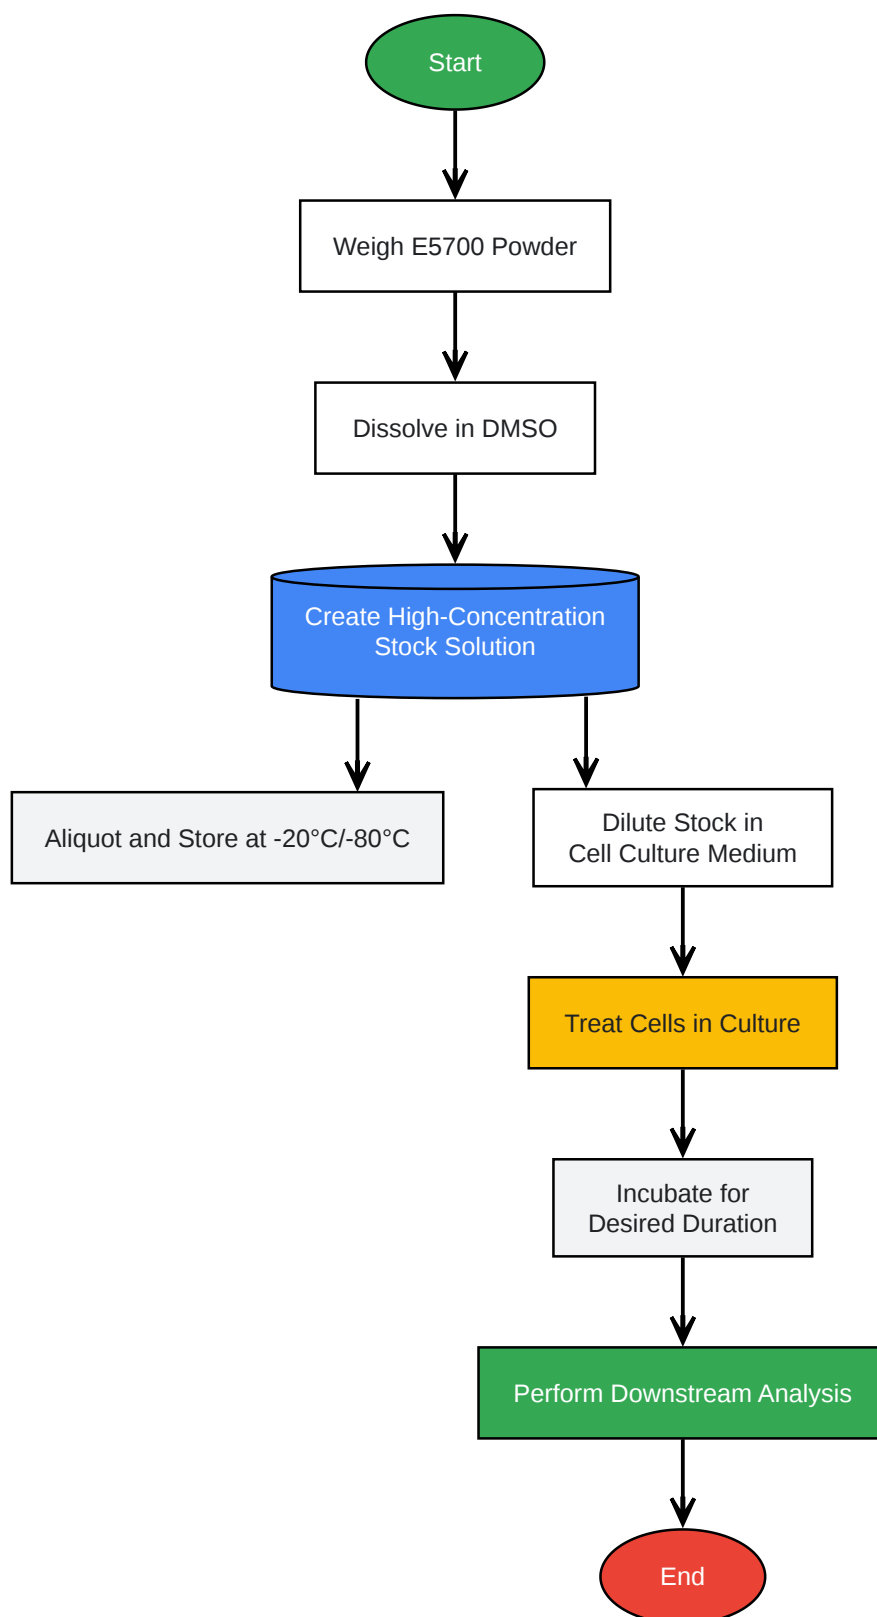 Start
Weigh E5700 Powder
Dissolve in DMSO
Create High-Concentration
Stock Solution
Aliquot and Store at -20°C/-80°C
Dilute Stock in
Cell Culture Medium
Treat Cells in Culture
Incubate for
Desired Duration
Perform Downstream Analysis
End